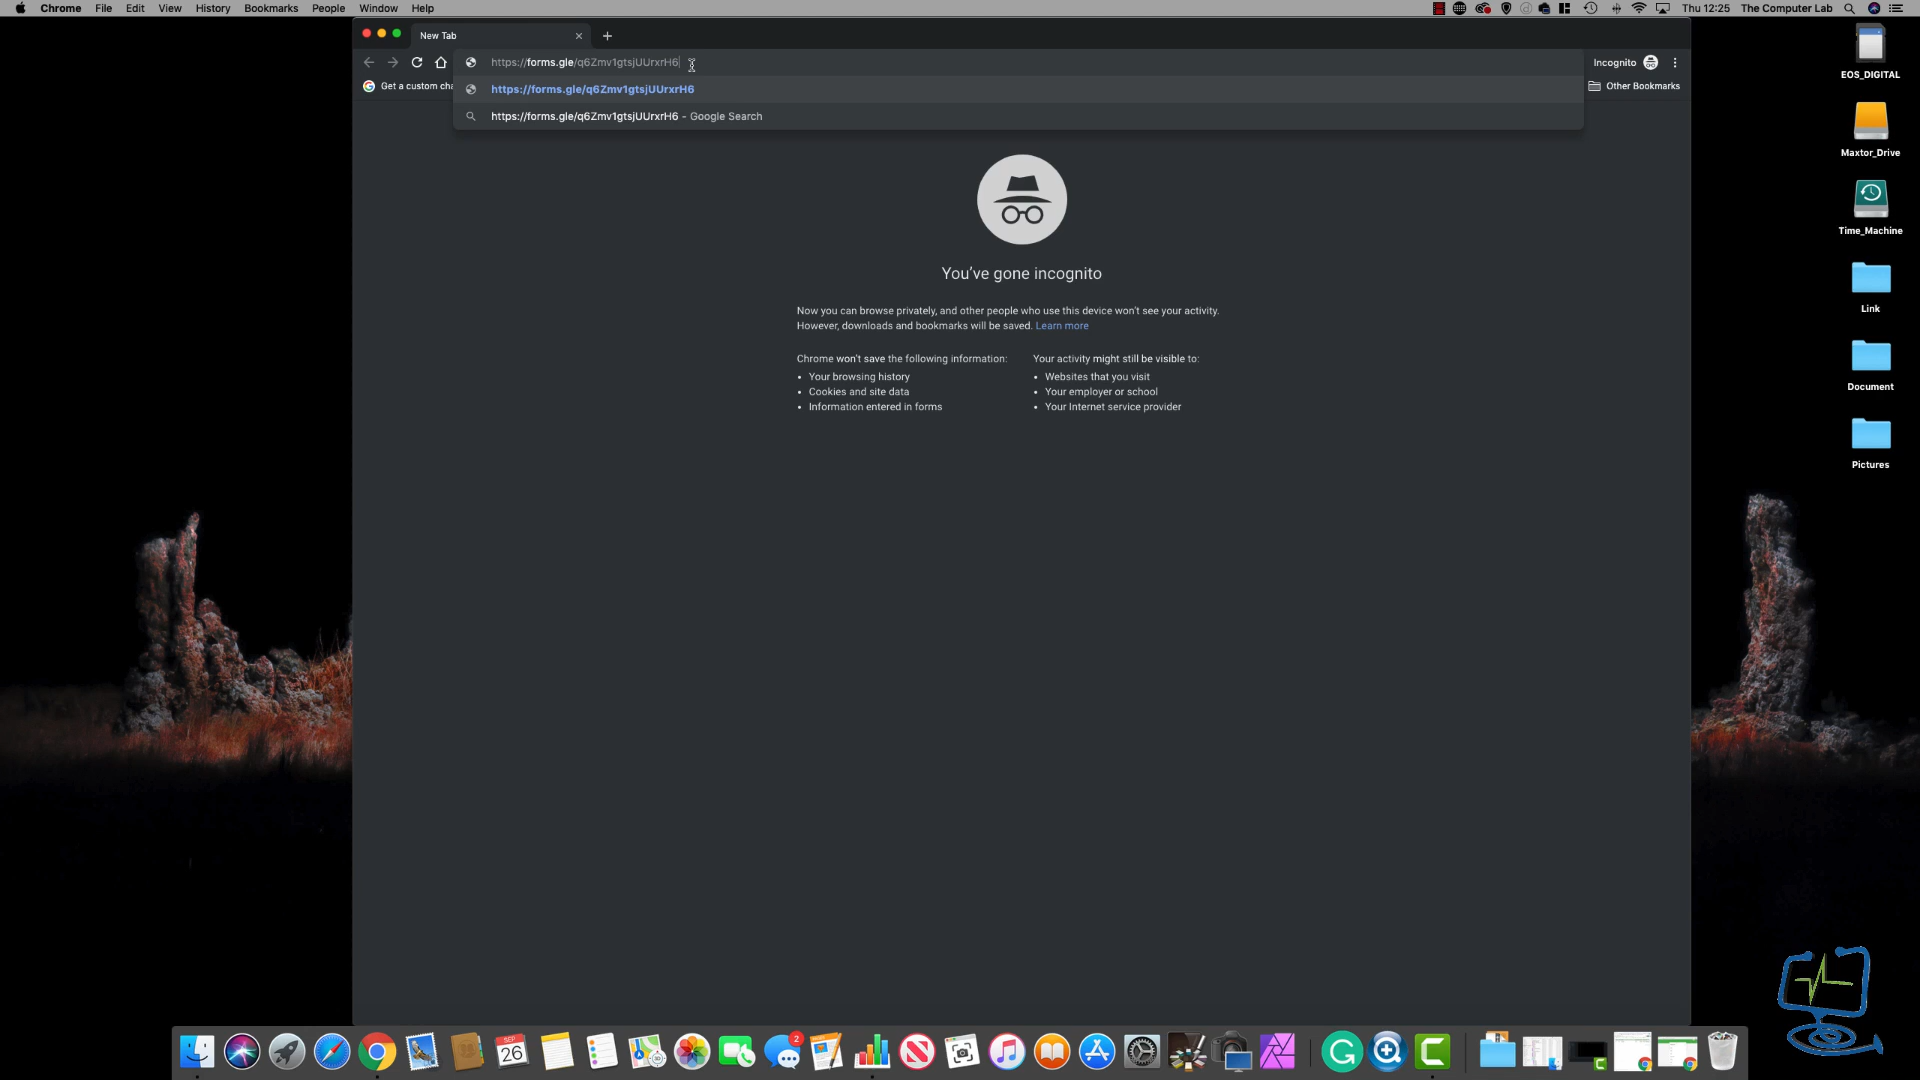 Chrome File Edit View History Bookmarks People Window Help
Thu 12:25 The Computer Lab
New Tab
https://forms.gle/q6Zmv1gtsjUUrxrH6
Incognito
Get a custom cha
https://forms.gle/q6Zmv1gtsjUUrxrH6
Other Bookmarks
https://forms.gle/q6Zmv1gtsjUUrxrH6 - Google Search
You've gone incognito
Now you can browse privately, and other people who use this device won't see your activity.
However, downloads and bookmarks will be saved. Learn more
Chrome won't save the following information:
• Your browsing history
• Cookies and site data
• Information entered in forms
Your activity might still be visible to:
• Websites that you visit
• Your employer or school
• Your Internet service provider
EOS_DIGITAL
Maxtor_Drive
Time_Machine
Link
Document
Pictures
SEP
26
2